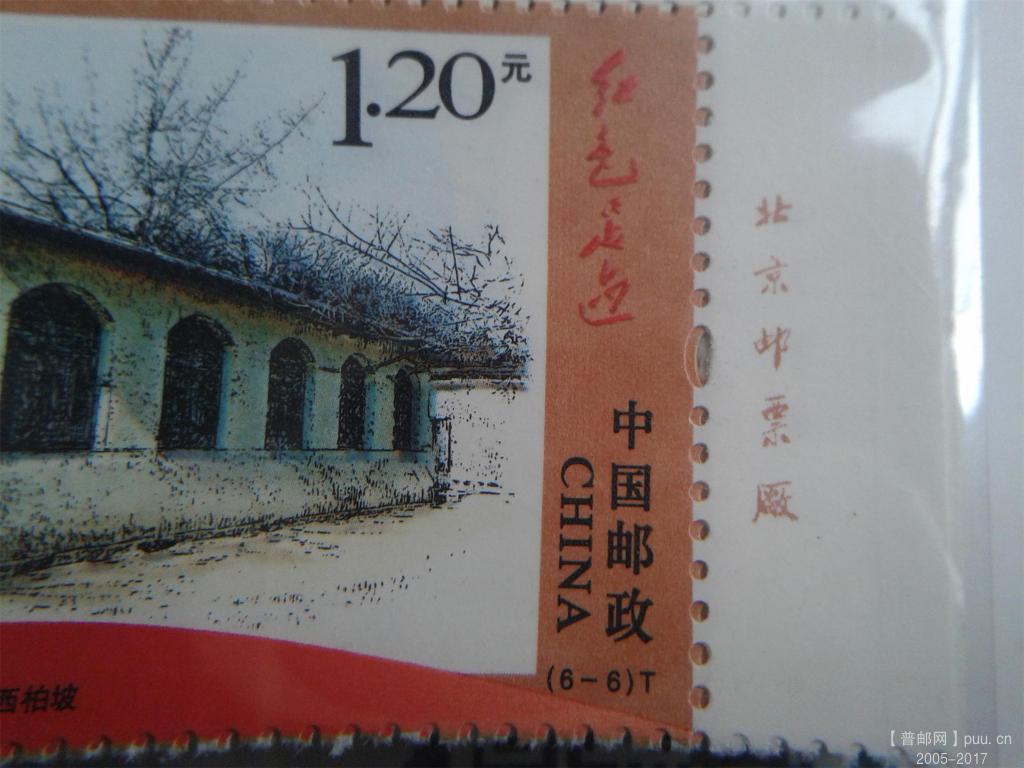 1.20元
红色足迹
中国邮政
CHINA
(6-6)T
西柏坡
北京邮票厂
【普邮网】puu.cn
2005-2017